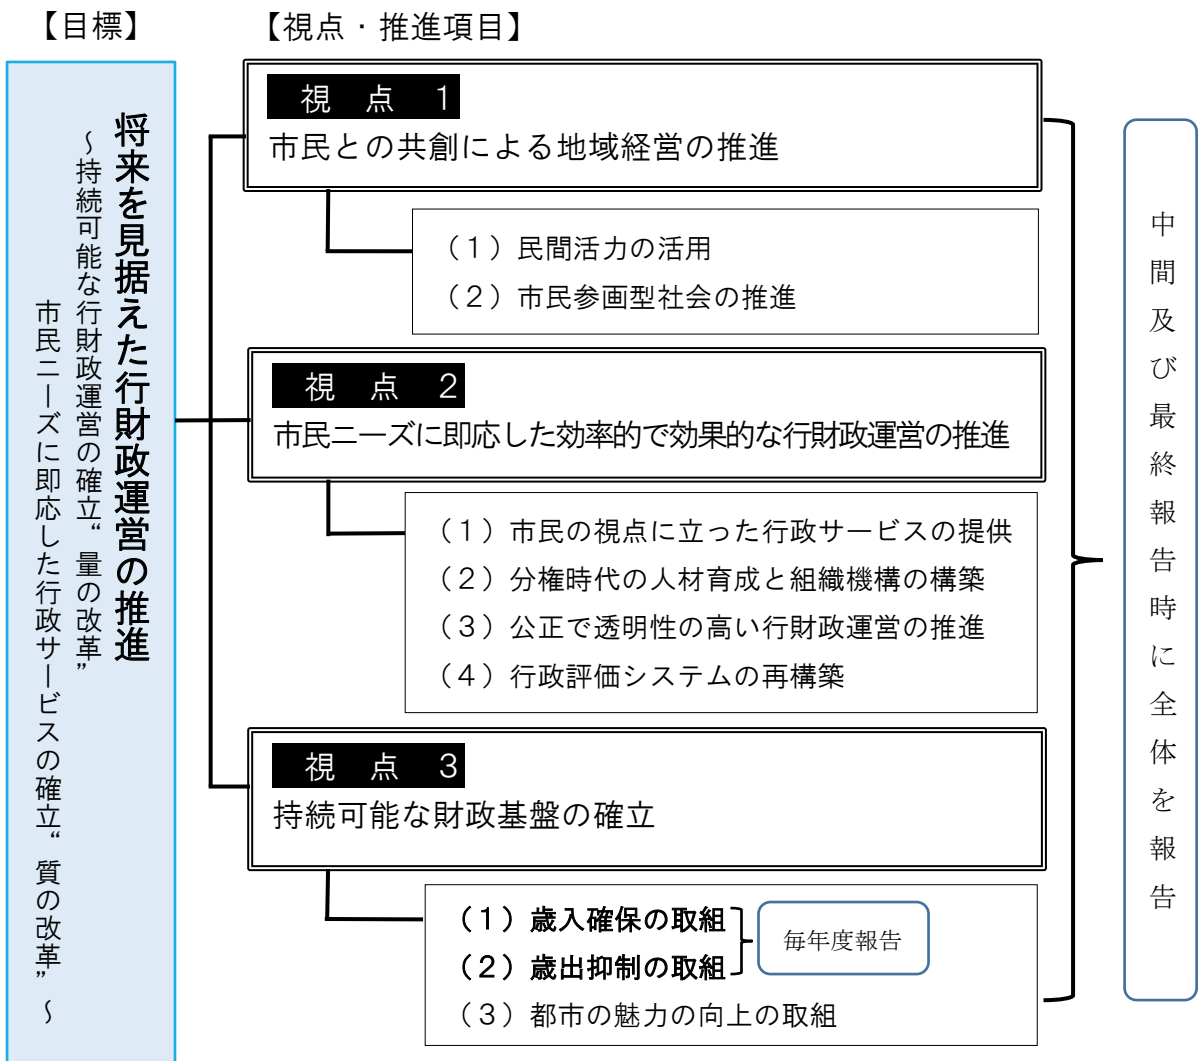 【目標】
【視点・推進項目】
将来を見据えた行財政運営の推進
～持続可能な行財政運営の確立“量の改革”
市民ニーズに即応した行政サービスの確立“質の改革”～
視点1
市民との共創による地域経営の推進
（１）民間活力の活用
（２）市民参画型社会の推進
視点2
市民ニーズに即応した効率的で効果的な行財政運営の推進
（１）市民の視点に立った行政サービスの提供
（２）分権時代の人材育成と組織機構の構築
（３）公正で透明性の高い行財政運営の推進
（４）行政評価システムの再構築
視点3
持続可能な財政基盤の確立
（１）歳入確保の取組
（２）歳出抑制の取組
毎年度報告
（３）都市の魅力の向上の取組
中間及び最終報告時に全体を報告